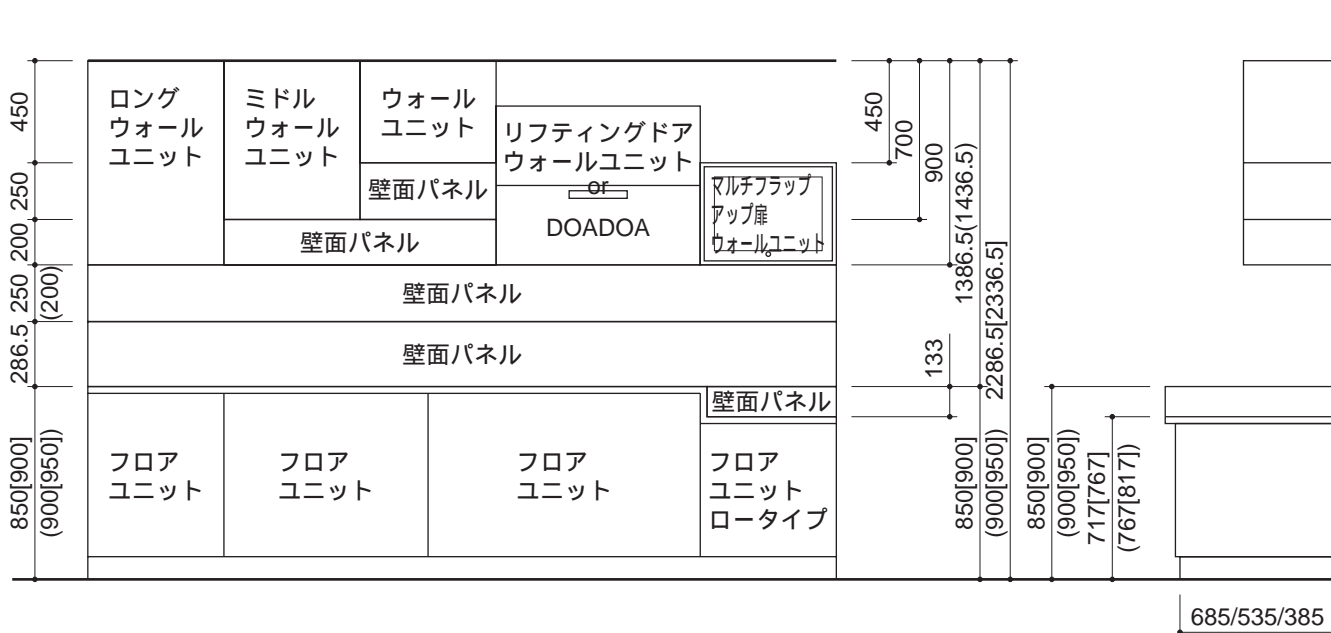 ロング
ウォール
ユニット
ミドル
ウォール
ユニット
ウォール
ユニット
リフティングドア
ウォールユニット
or
DOADOA
マルチフラップ
アップ扉
ウォールユニット
壁面パネル
壁面パネル
壁面パネル
壁面パネル
壁面パネル
フロア
ユニット
フロア
ユニット
フロア
ユニット
フロア
ユニット
ロータイプ
450
250
200
250
(200)
286.5
850[900]
(900[950])
450
700
900
1386.5(1436.5)
2286.5[2336.5]
133
850[900]
(900[950])
850[900]
(900[950])
717[767]
(767[817])
685/535/385